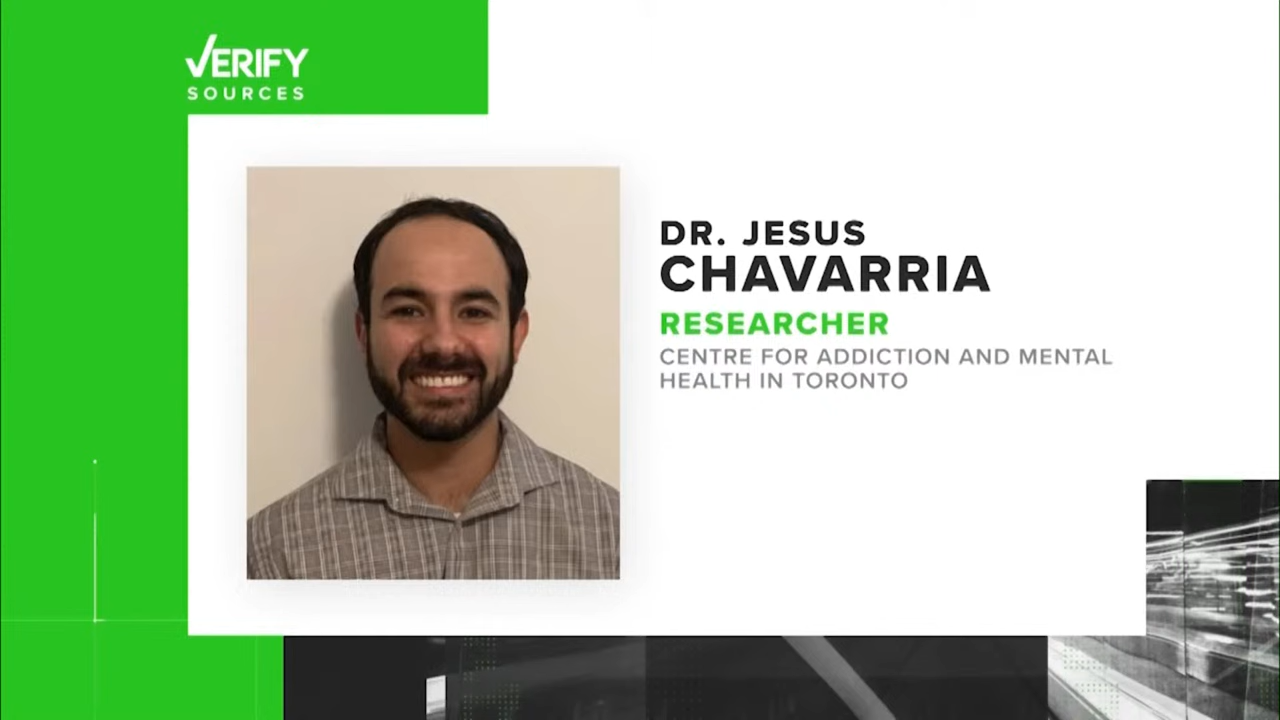 VERIFY
SOURCES
DR. JESUS
CHAVARRIA
RESEARCHER
CENTRE FOR ADDICTION AND MENTAL
HEALTH IN TORONTO